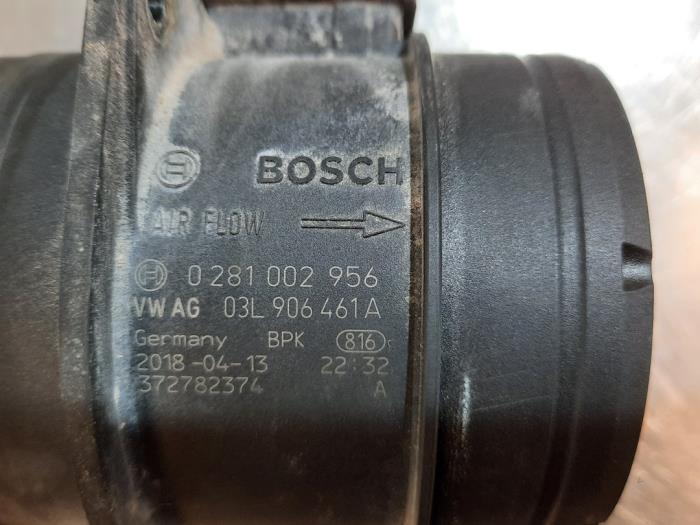 BOSCH
AIR FLOW
0 281 002 956
VW AG 03L 906 461 A
Germany BPK 816
2018-04-13 22:32
372782374 A